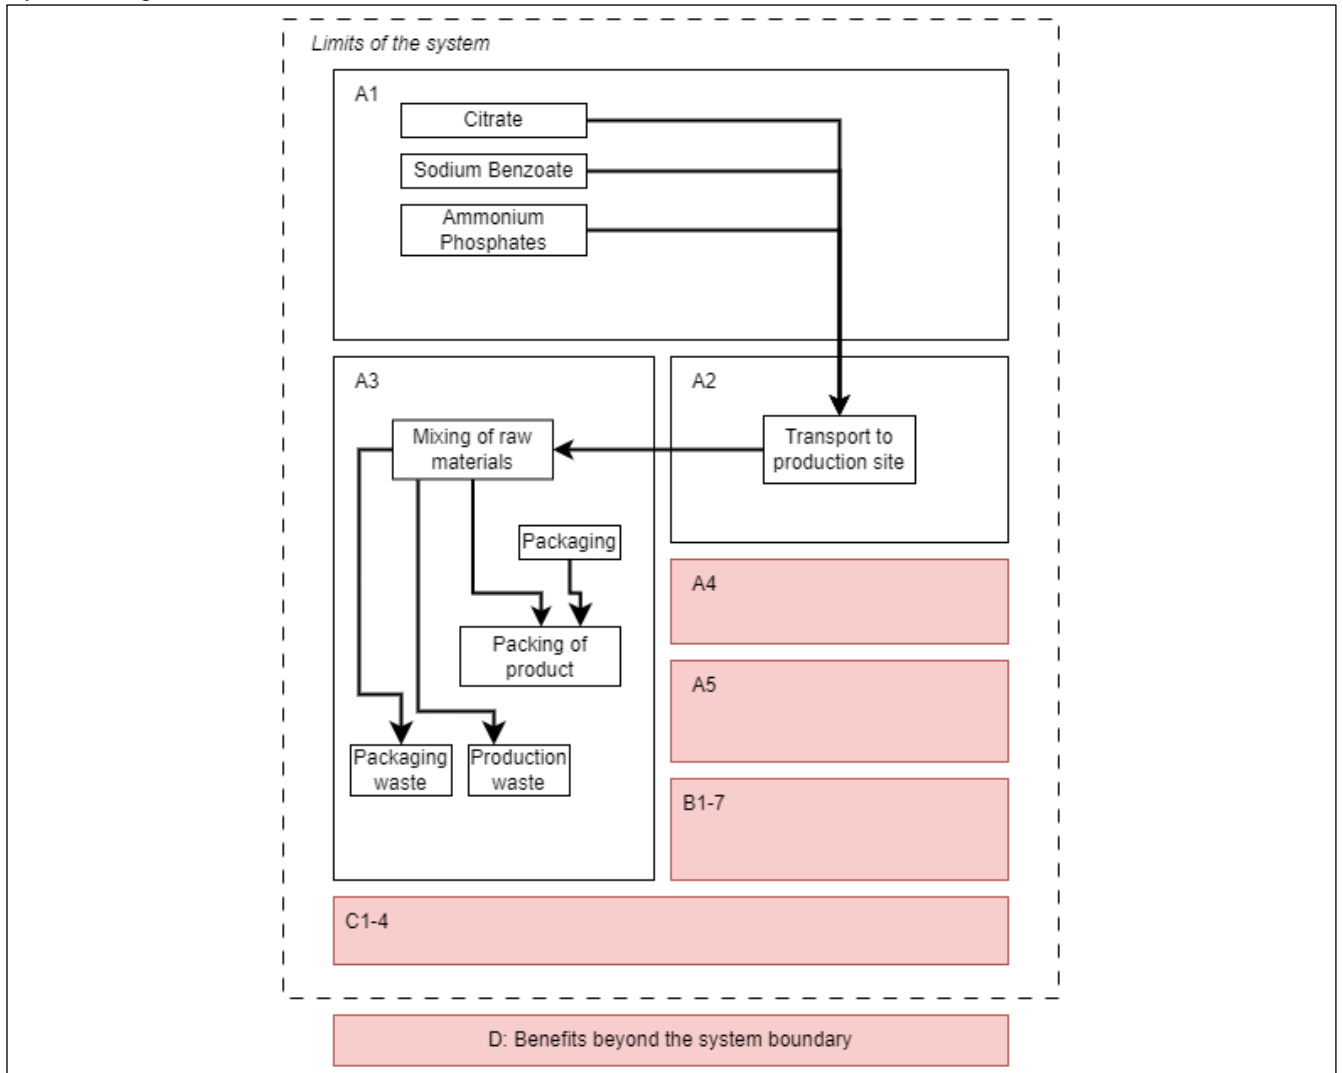 Limits of the system
A1
Citrate
Sodium Benzoate
Ammonium
Phosphates
A3
Mixing of raw
materials
Packaging
Packing of
product
Packaging
waste
Production
waste
A2
Transport to
production site
A4
A5
B1-7
C1-4
D: Benefits beyond the system boundary